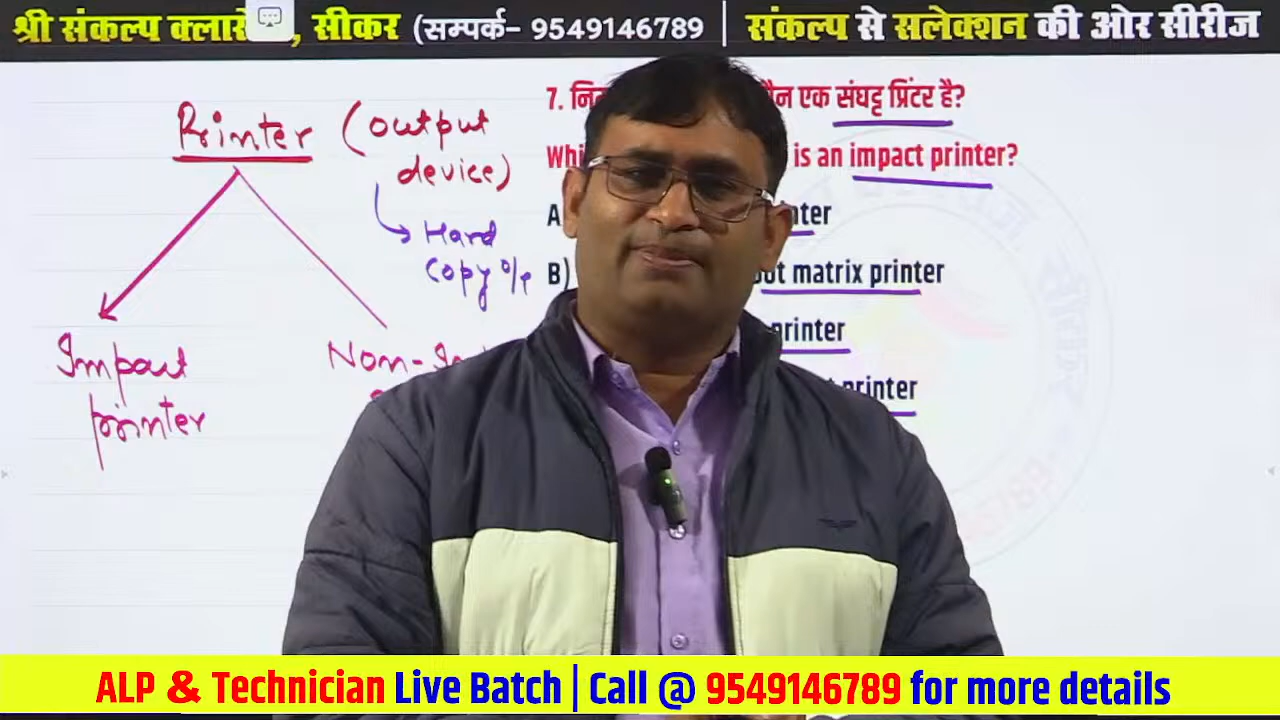 श्री संकल्प क्लासे, सीकर (सम्पर्क– 9549146789 | संकल्प से सलेक्शन की ओर सीरीज
Printer (output device)
Hard Copy %
Impact printer
Non-
7. एक संघट्ट प्रिंटर है?
is an impact printer?
A
B) matrix printer
printer
printer
ALP & Technician Live Batch | Call @ 9549146789 for more details